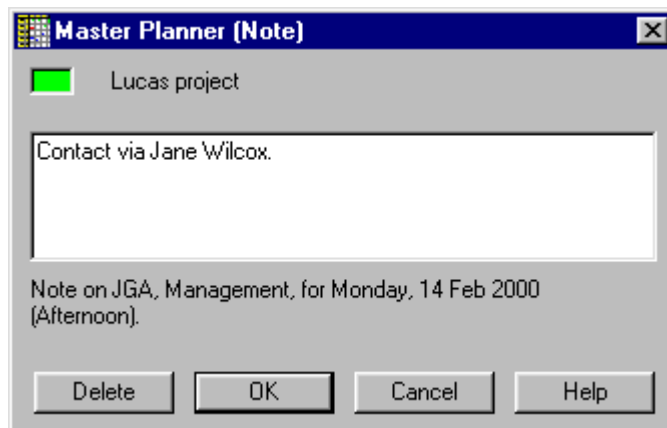 Master Planner (Note)
Lucas project
Contact via Jane Wilcox.
Note on JGA, Management, for Monday, 14 Feb 2000
(Afternoon).
Delete OK Cancel Help